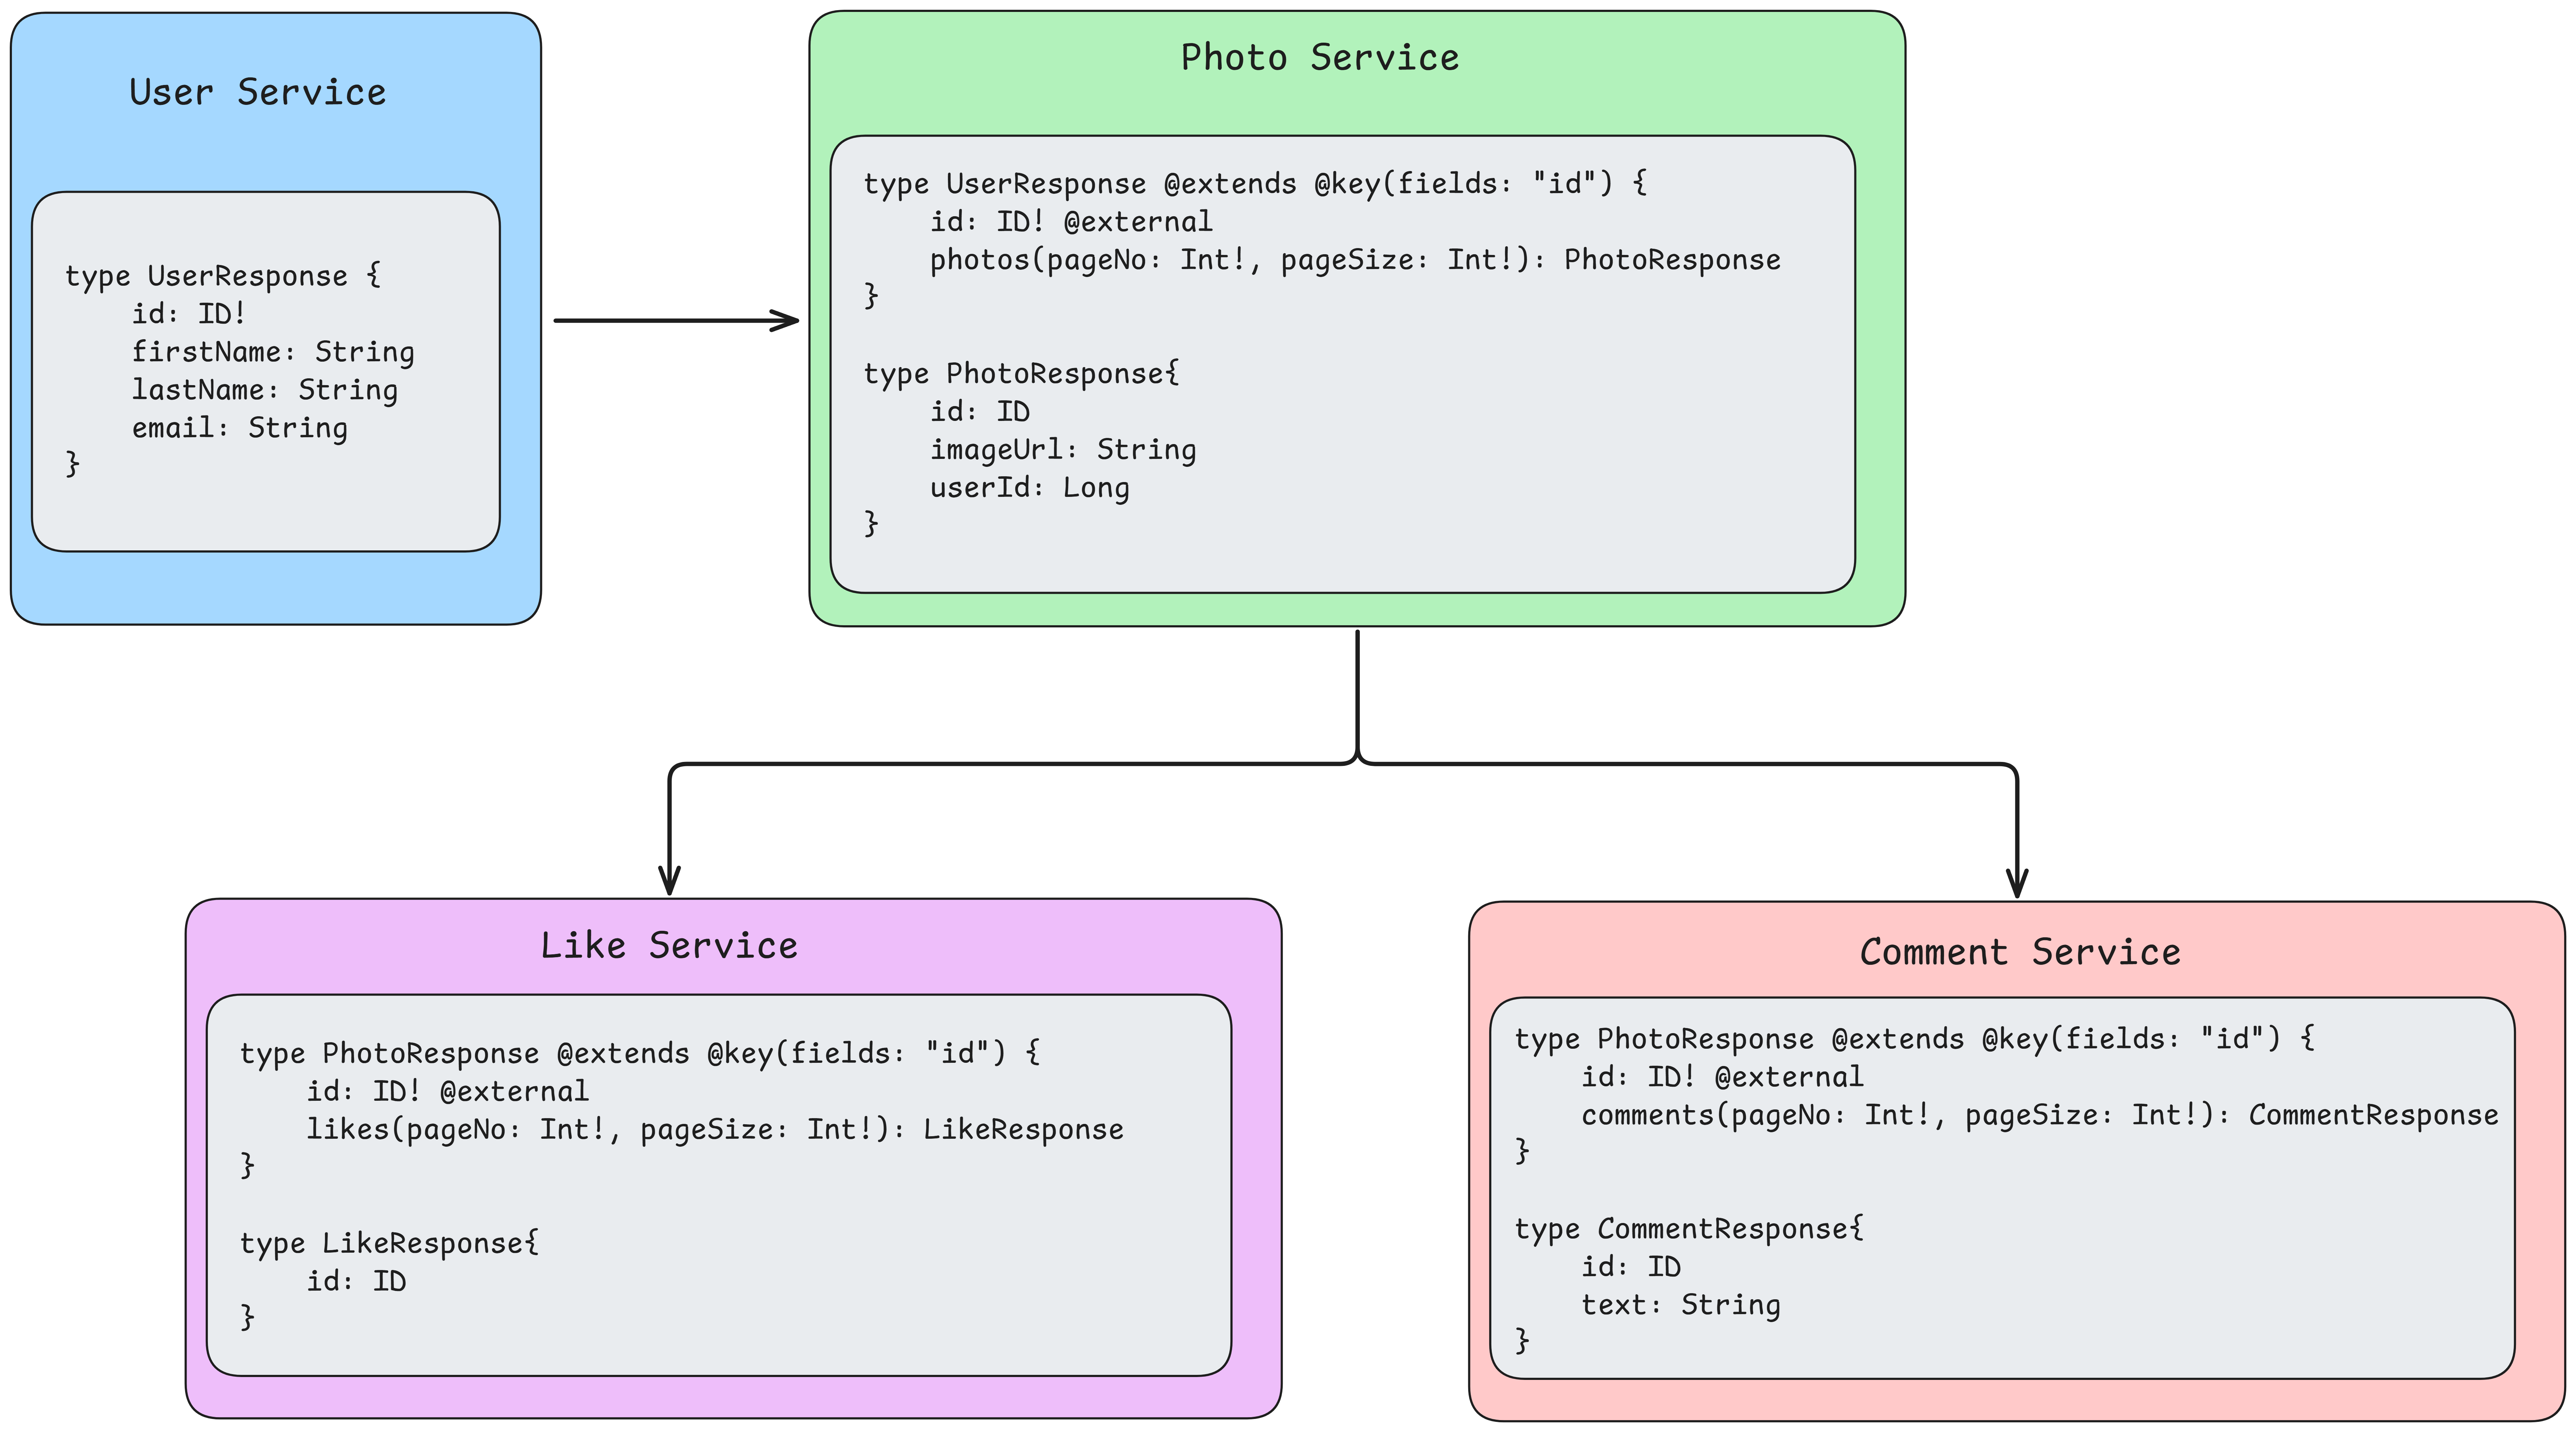 User Service
type UserResponse {
id: ID!
firstName: String
lastName: String
email: String
}
Photo Service
type UserResponse @extends @key(fields: "id") {
id: ID! @external
photos(pageNo: Int!, pageSize: Int!): PhotoResponse
}
type PhotoResponse{
id: ID
imageUrl: String
userId: Long
}
Like Service
type PhotoResponse @extends @key(fields: "id") {
id: ID! @external
likes(pageNo: Int!, pageSize: Int!): LikeResponse
}
type LikeResponse{
id: ID
}
Comment Service
type PhotoResponse @extends @key(fields: "id") {
id: ID! @external
comments(pageNo: Int!, pageSize: Int!): CommentResponse
}
type CommentResponse{
id: ID
text: String
}